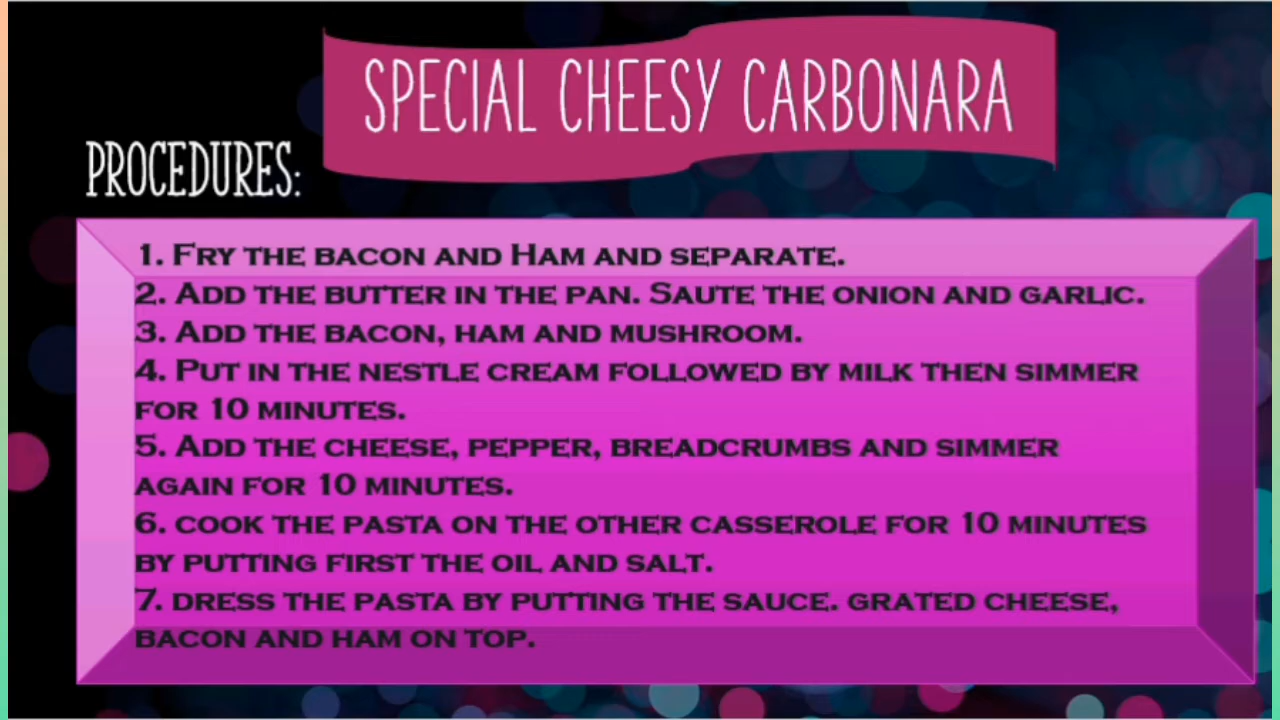 SPECIAL CHEESY CARBONARA
PROCEDURES:
1. FRY THE BACON AND HAM AND SEPARATE.
2. ADD THE BUTTER IN THE PAN. SAUTE THE ONION AND GARLIC.
3. ADD THE BACON, HAM AND MUSHROOM.
4. PUT IN THE NESTLE CREAM FOLLOWED BY MILK THEN SIMMER
FOR 10 MINUTES.
5. ADD THE CHEESE, PEPPER, BREADCRUMBS AND SIMMER
AGAIN FOR 10 MINUTES.
6. COOK THE PASTA ON THE OTHER CASSEROLE FOR 10 MINUTES
BY PUTTING FIRST THE OIL AND SALT.
7. DRESS THE PASTA BY PUTTING THE SAUCE. GRATED CHEESE,
BACON AND HAM ON TOP.